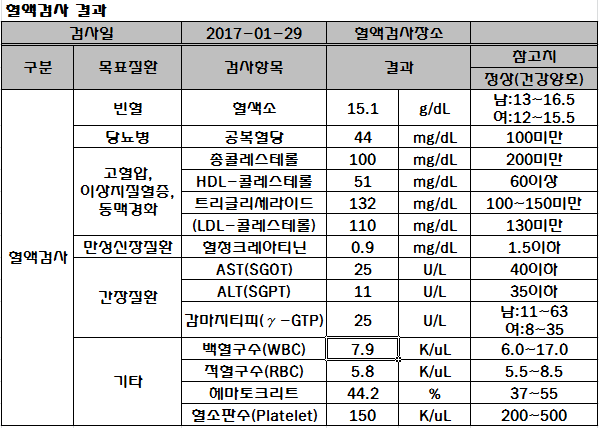 혈액검사 결과
검사일 2017-01-29 혈액검사장소
구분 목표질환 검사항목 결과 참고치
정상(건강양호)
혈액검사
빈혈 혈색소 15.1 g/dL 남:13~16.5
여:12~15.5
당뇨병 공복혈당 44 mg/dL 100미만
고혈압,
이상지질혈증,
동맥경화
총콜레스테롤 100 mg/dL 200미만
HDL-콜레스테롤 51 mg/dL 60이상
트리글리세라이드 132 mg/dL 100~150미만
(LDL-콜레스테롤) 110 mg/dL 130미만
만성신장질환 혈청크레아티닌 0.9 mg/dL 1.5이하
간장질환
AST(SGOT) 25 U/L 40이하
ALT(SGPT) 11 U/L 35이하
감마지티피(γ-GTP) 25 U/L 남:11~63
여:8~35
기타
백혈구수(WBC) 7.9 K/uL 6.0~17.0
적혈구수(RBC) 5.8 K/uL 5.5~8.5
헤마토크리트 44.2 % 37~55
혈소판수(Platelet) 150 K/uL 200~500